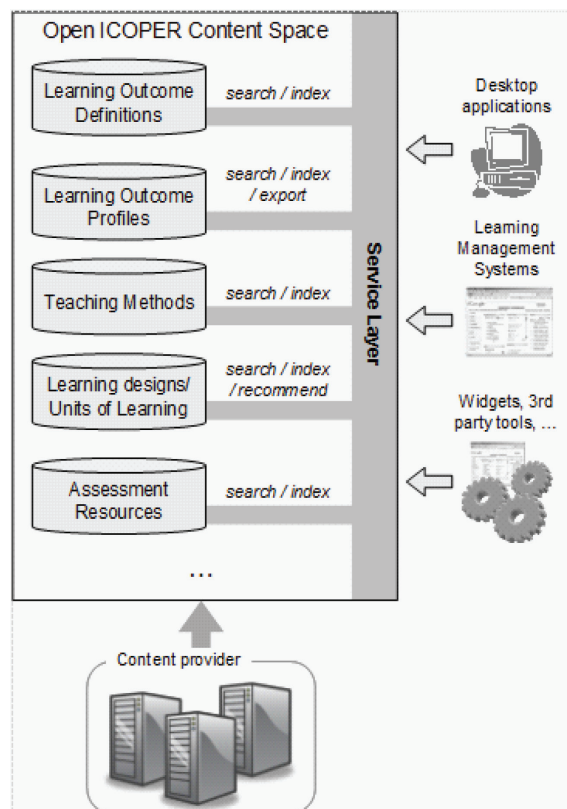 Open ICOPER Content Space
Learning Outcome
Definitions
search / index
Learning Outcome
Profiles
search / index
/ export
Teaching Methods
search / index
Learning designs/
Units of Learning
search / index
/ recommend
Assessment
Resources
search / index
...
Service Layer
Desktop
applications
Learning
Management
Systems
Widgets, 3rd
party tools, ...
Content provider